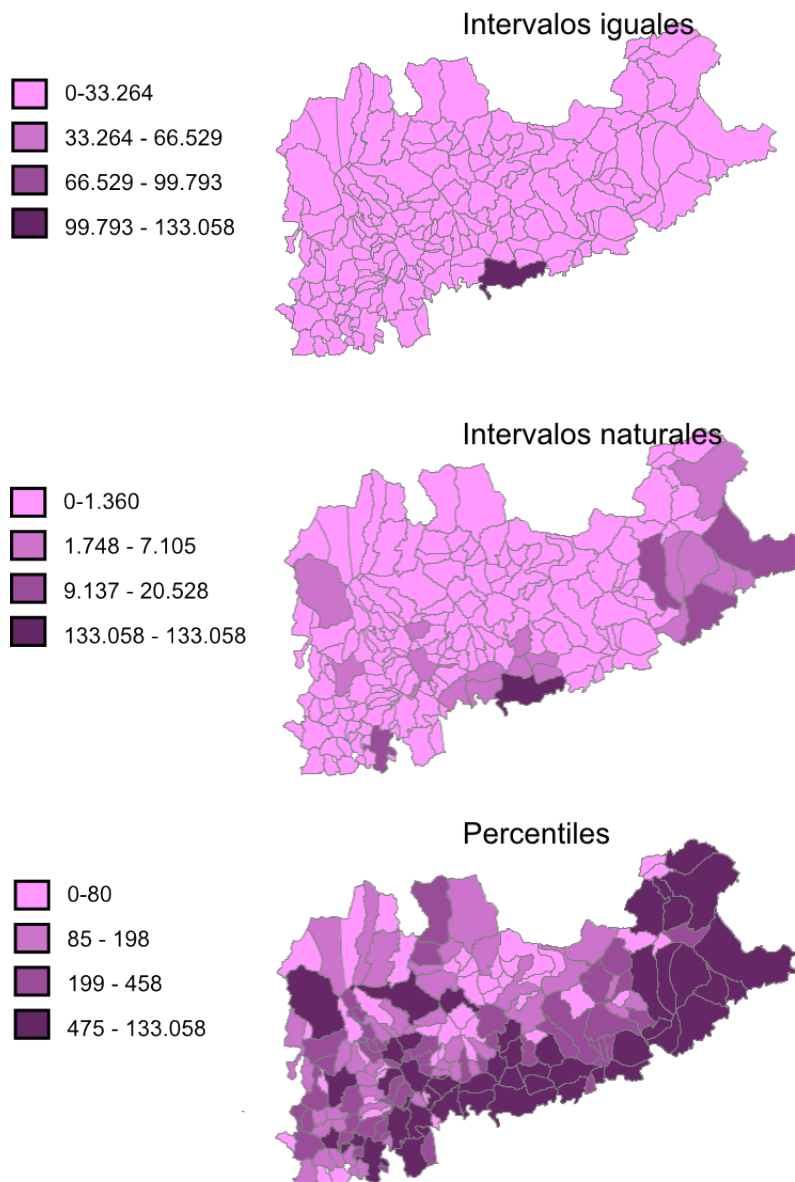 Intervalos iguales
0-33.264
33.264 - 66.529
66.529 - 99.793
99.793 - 133.058
Intervalos naturales
0-1.360
1.748 - 7.105
9.137 - 20.528
133.058 - 133.058
Percentiles
0-80
85 - 198
199 - 458
475 - 133.058